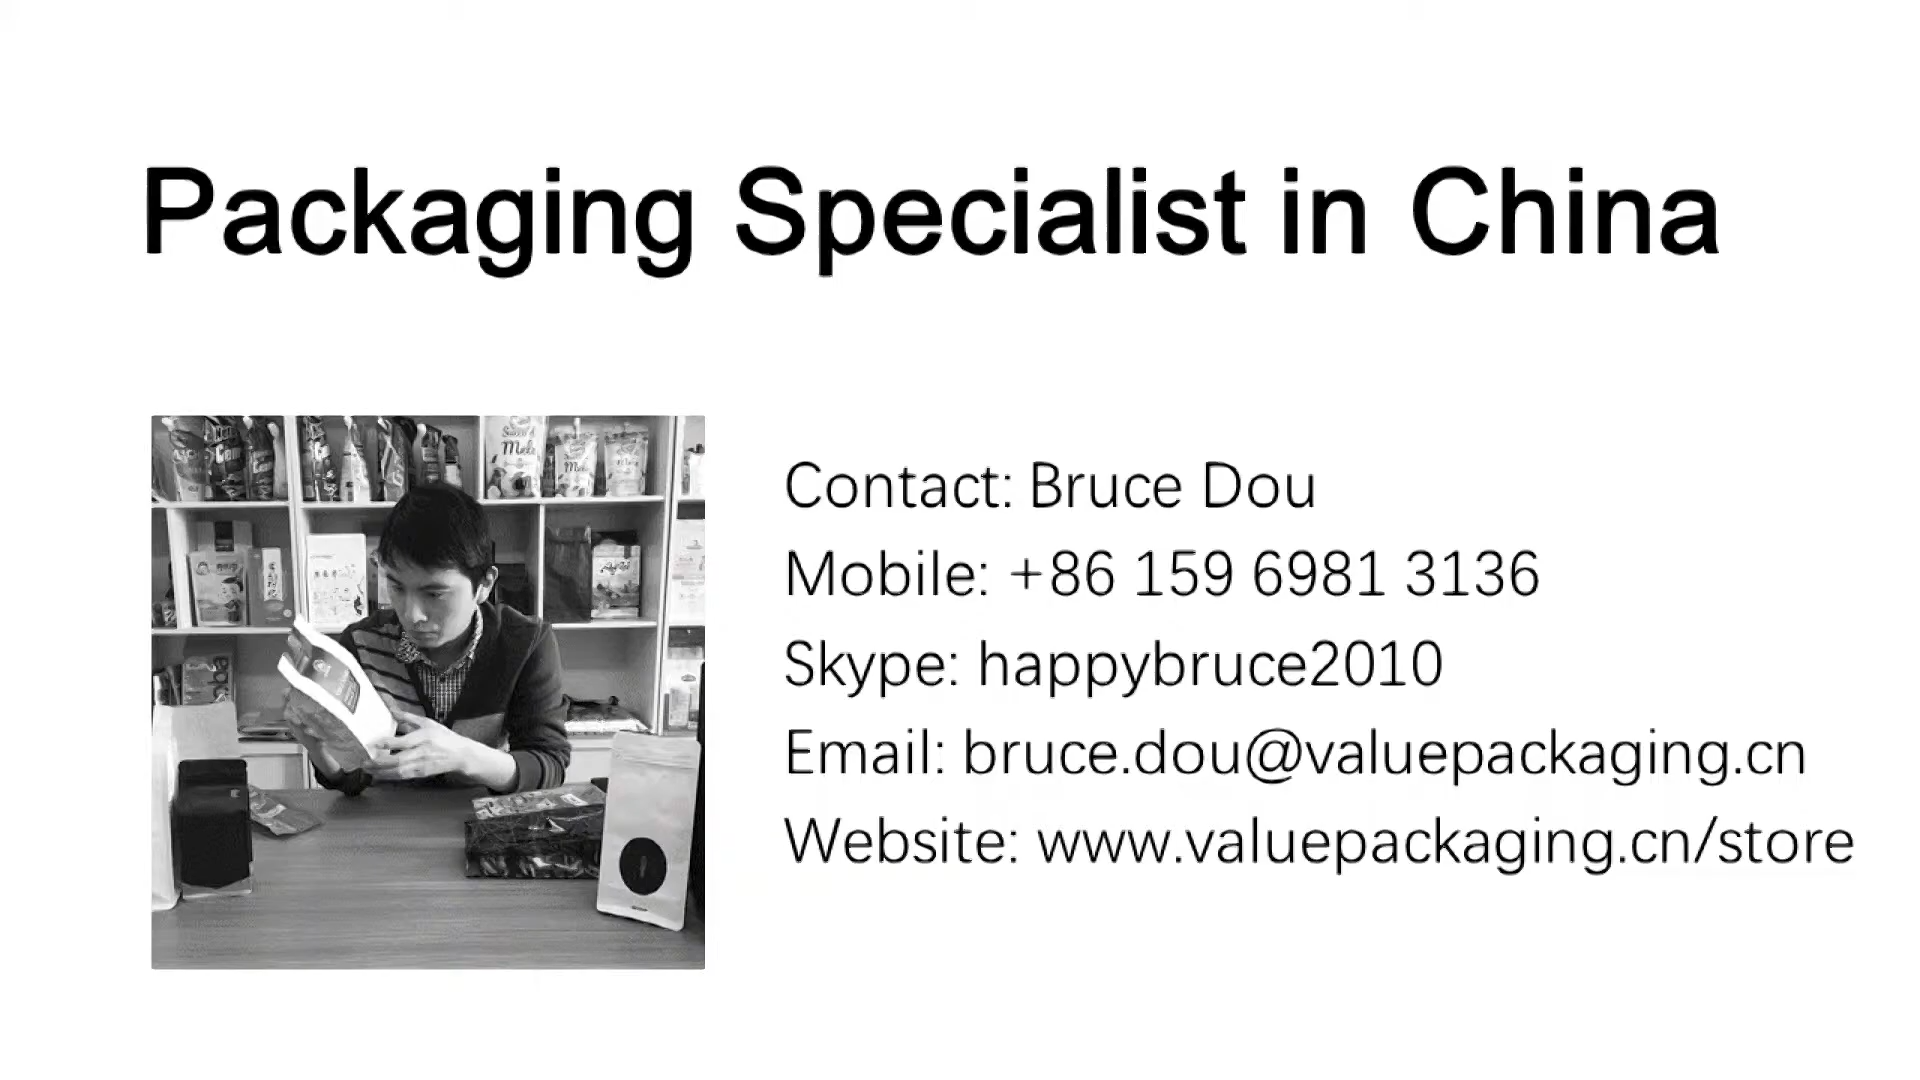 Packaging Specialist in China
Contact: Bruce Dou
Mobile: +86 159 6981 3136
Skype: happybruce2010
Email: bruce.dou@valuepackaging.cn
Website: www.valuepackaging.cn/store